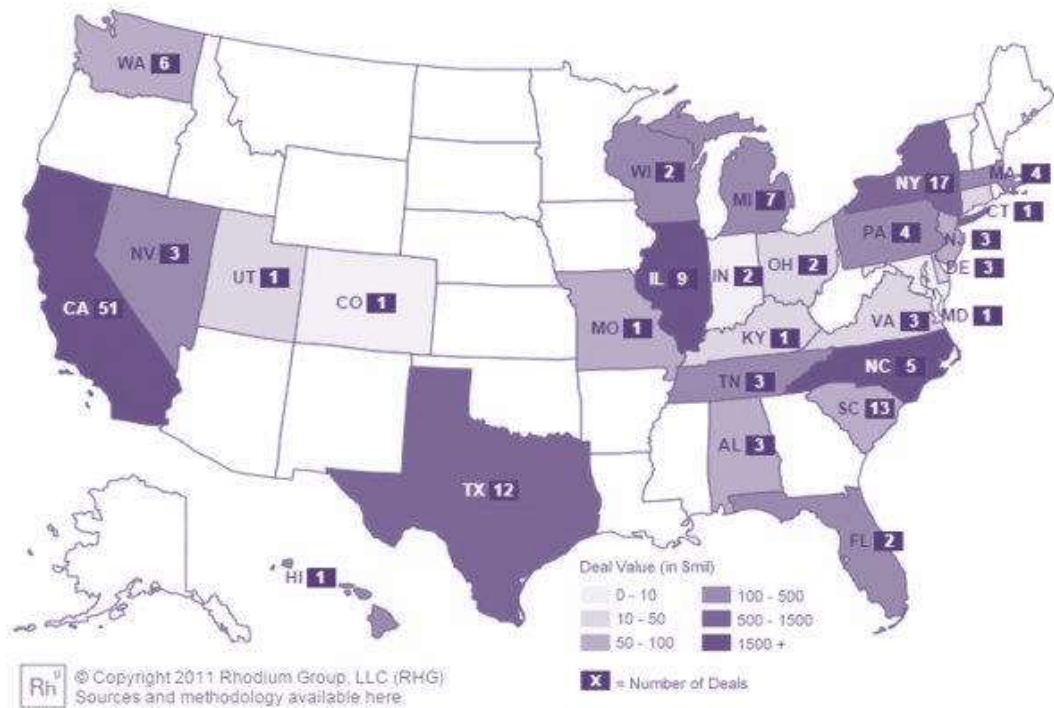 WA 6
WI 2
MI 7
NY 17
MA 4
CT 1
NV 3
UT 1
CO 1
CA 51
IL 9
IN 2
OH 2
PA 4
NJ 3
DE 3
MD 1
MO 1
KY 1
VA 3
TN 3
NC 5
SC 13
AL 3
TX 12
FL 2
HI 1
Deal Value (in $mil)
0 - 10
100 - 500
10 - 50
500 - 1500
50 - 100
1500 +
X = Number of Deals
Rh g
© Copyright 2011 Rhodium Group, LLC (RHG)
Sources and methodology available here.